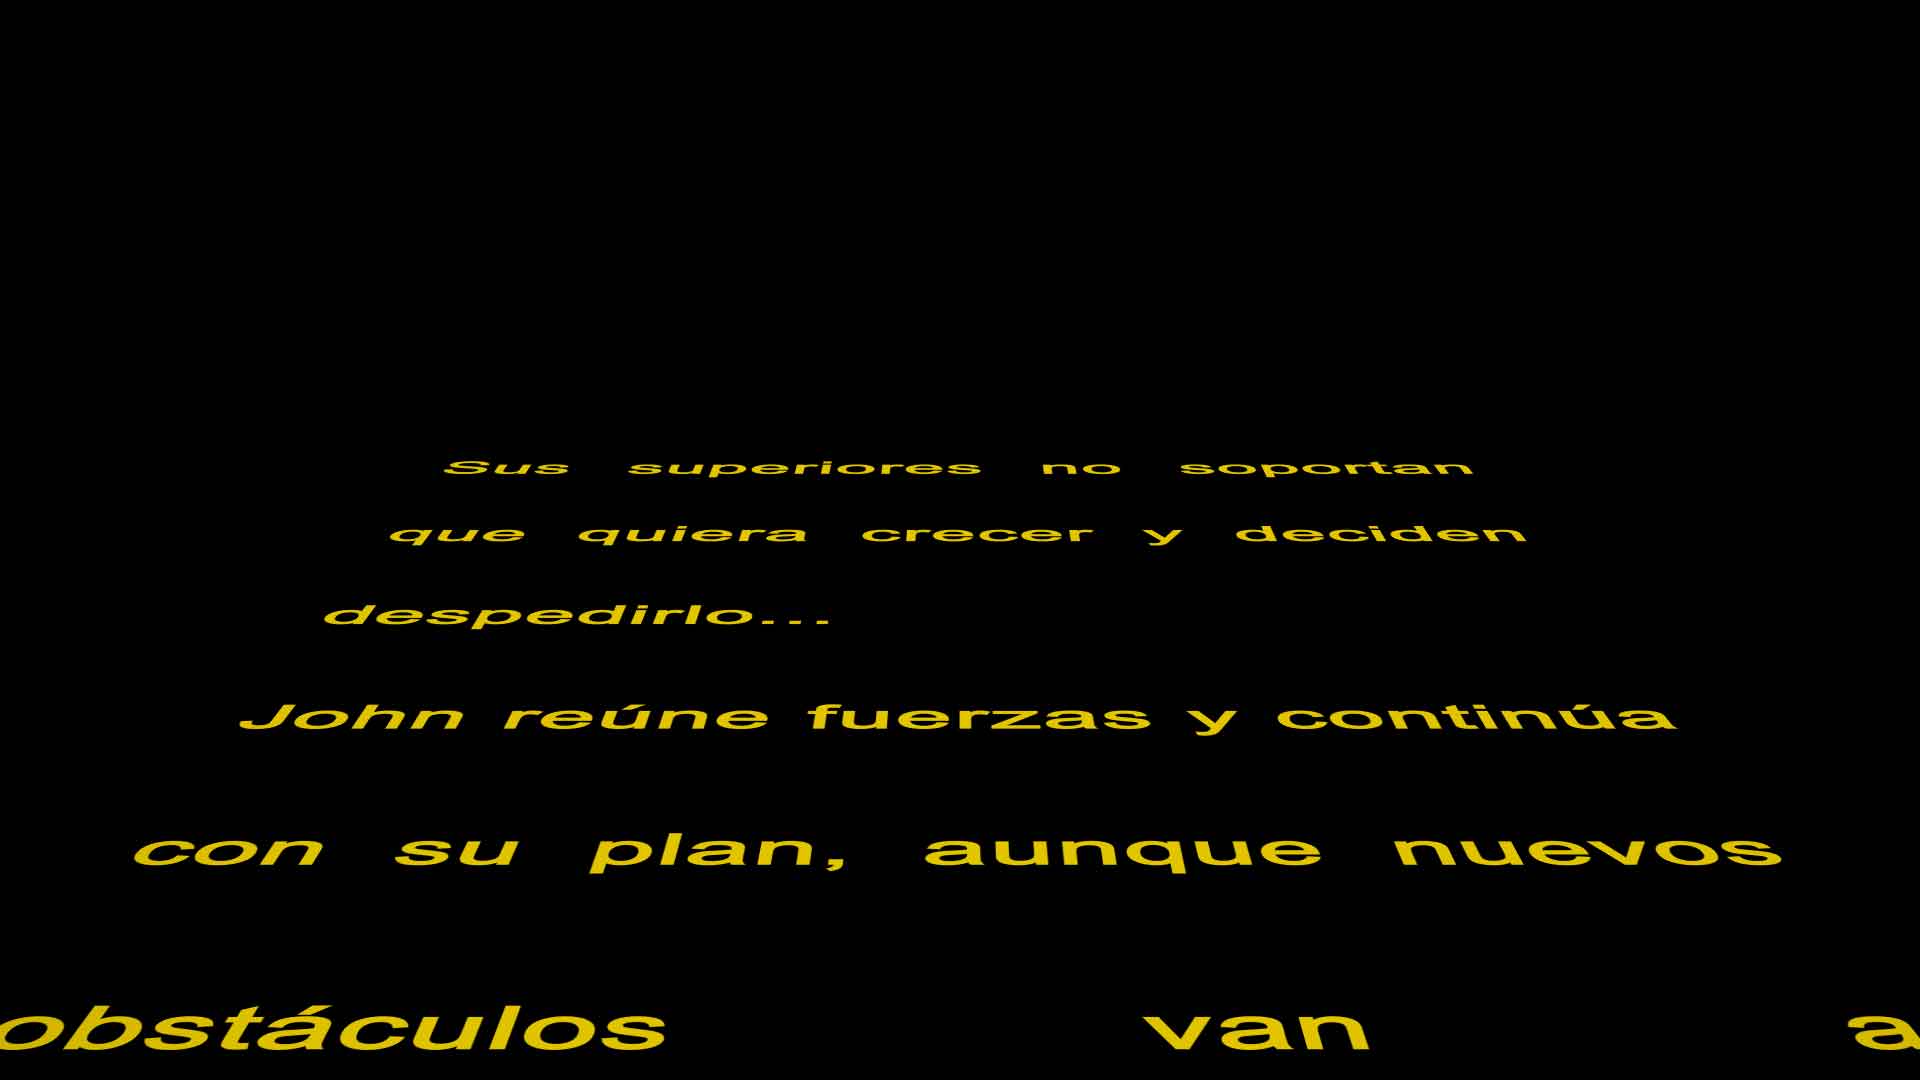 Sus superiores no soportan
que quiera crecer y deciden
despedirlo...
John reúne fuerzas y continúa
con su plan, aunque nuevos
obstáculos van a